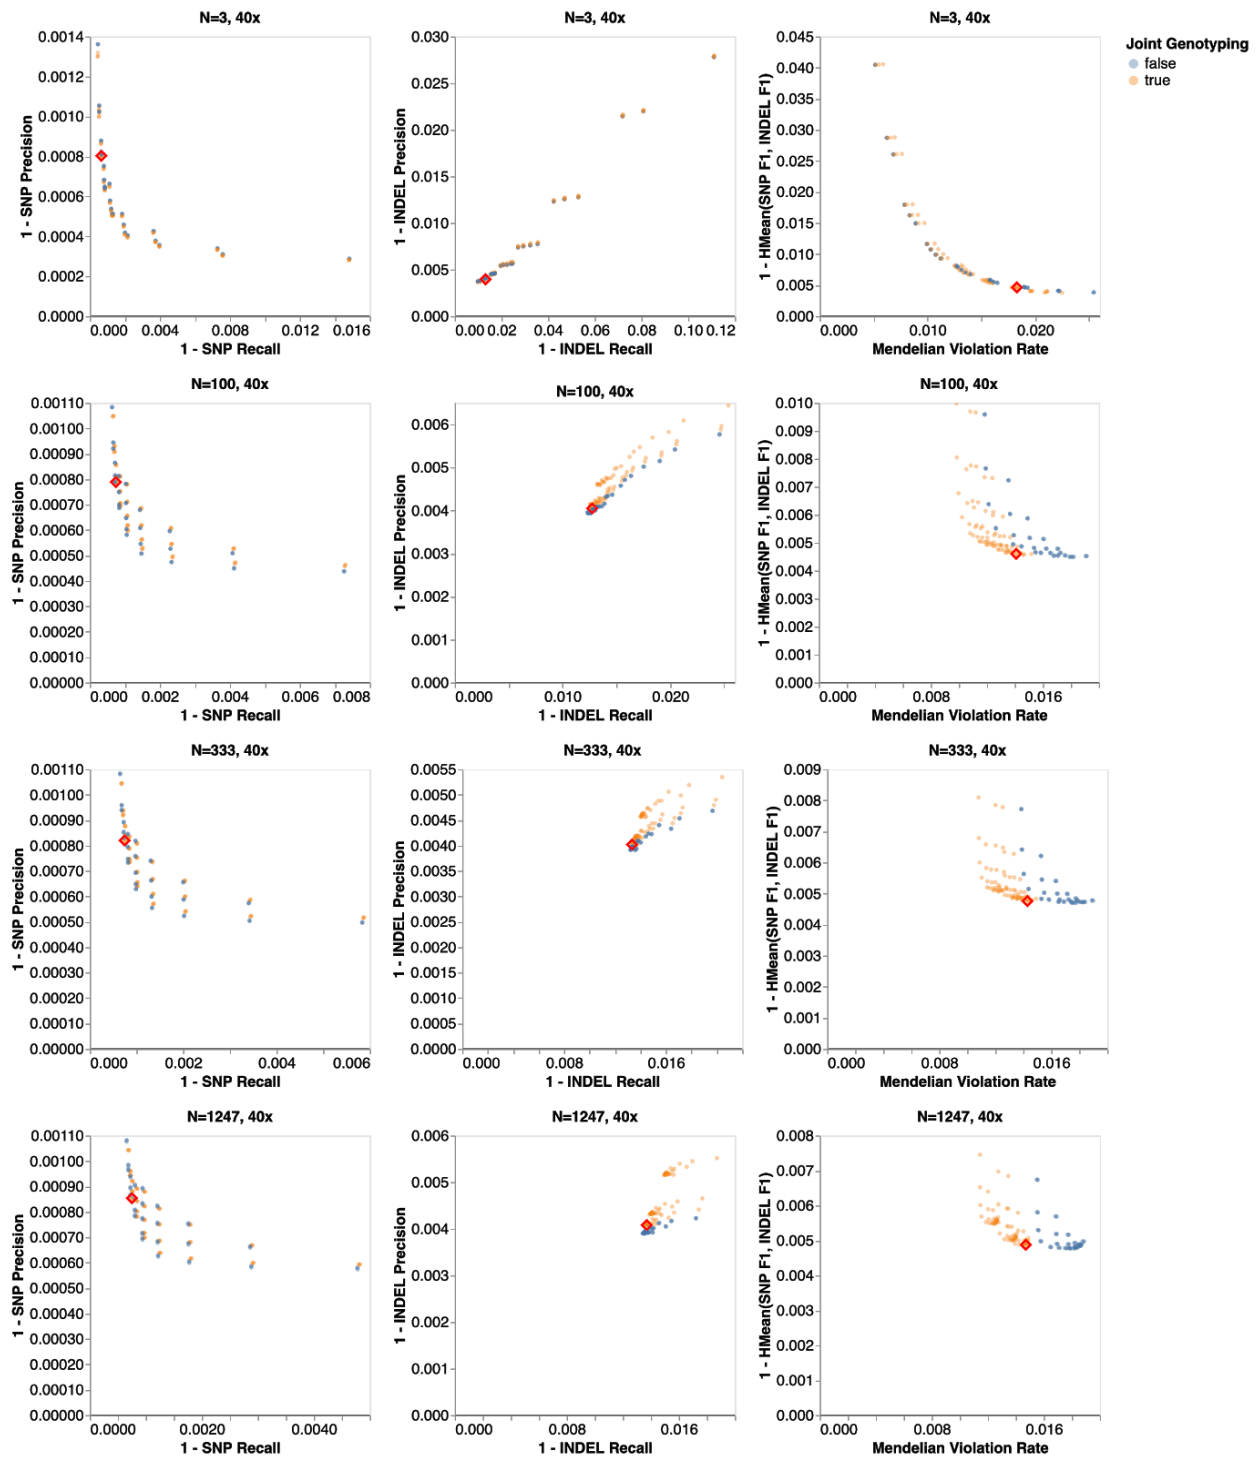 N=3, 40x
N=3, 40x
N=3, 40x
Joint Genotyping
false
true
0.0014
0.0012
0.0010
0.0008
0.0006
0.0004
0.0002
0.0000
1 - SNP Precision
0.000 0.004 0.008 0.012 0.016
1 - SNP Recall
0.030
0.025
0.020
0.015
0.010
0.005
0.000
1 - INDEL Precision
0.00 0.02 0.04 0.06 0.08 0.10 0.12
1 - INDEL Recall
0.045
0.040
0.035
0.030
0.025
0.020
0.015
0.010
0.005
0.000
1 - HMean(SNP F1, INDEL F1)
0.000 0.010 0.020
Mendelian Violation Rate
N=100, 40x
N=100, 40x
N=100, 40x
0.00110
0.00100
0.00090
0.00080
0.00070
0.00060
0.00050
0.00040
0.00030
0.00020
0.00010
0.00000
1 - SNP Precision
0.000 0.002 0.004 0.006 0.008
1 - SNP Recall
0.006
0.005
0.004
0.003
0.002
0.001
0.000
1 - INDEL Precision
0.000 0.010 0.020
1 - INDEL Recall
0.010
0.009
0.008
0.007
0.006
0.005
0.004
0.003
0.002
0.001
0.000
1 - HMean(SNP F1, INDEL F1)
0.000 0.008 0.016
Mendelian Violation Rate
N=333, 40x
N=333, 40x
N=333, 40x
0.00110
0.00100
0.00090
0.00080
0.00070
0.00060
0.00050
0.00040
0.00030
0.00020
0.00010
0.00000
1 - SNP Precision
0.000 0.002 0.004 0.006
1 - SNP Recall
0.0055
0.0050
0.0045
0.0040
0.0035
0.0030
0.0025
0.0020
0.0015
0.0010
0.0005
0.0000
1 - INDEL Precision
0.000 0.008 0.016
1 - INDEL Recall
0.009
0.008
0.007
0.006
0.005
0.004
0.003
0.002
0.001
0.000
1 - HMean(SNP F1, INDEL F1)
0.000 0.008 0.016
Mendelian Violation Rate
N=1247, 40x
N=1247, 40x
N=1247, 40x
0.00110
0.00100
0.00090
0.00080
0.00070
0.00060
0.00050
0.00040
0.00030
0.00020
0.00010
0.00000
1 - SNP Precision
0.0000 0.0020 0.0040
1 - SNP Recall
0.006
0.005
0.004
0.003
0.002
0.001
0.000
1 - INDEL Precision
0.000 0.008 0.016
1 - INDEL Recall
0.008
0.007
0.006
0.005
0.004
0.003
0.002
0.001
0.000
1 - HMean(SNP F1, INDEL F1)
0.000 0.008 0.016
Mendelian Violation Rate